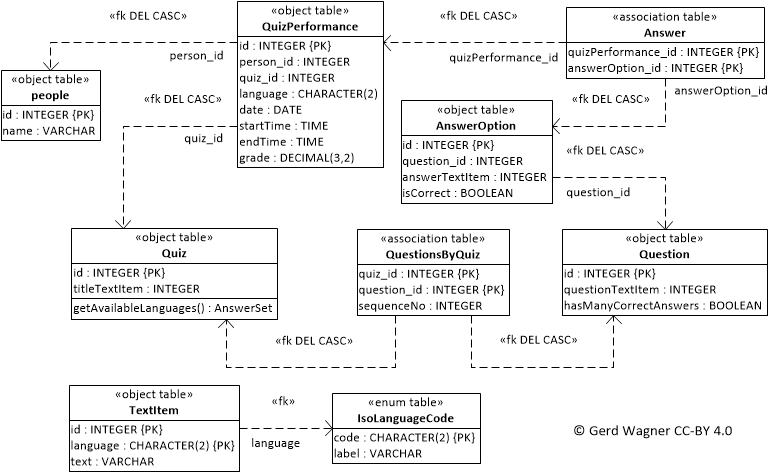 «fk DEL CASC»
person_id
«object table»
QuizPerformance
id : INTEGER {PK}
person_id : INTEGER
quiz_id : INTEGER
language : CHARACTER(2)
date : DATE
startTime : TIME
endTime : TIME
grade : DECIMAL(3,2)
«fk DEL CASC»
quizPerformance_id
«association table»
Answer
quizPerformance_id : INTEGER {PK}
answerOption_id : INTEGER {PK}
«object table»
people
id : INTEGER {PK}
name : VARCHAR
«fk DEL CASC»
quiz_id
«fk DEL CASC»
answerOption_id
«object table»
AnswerOption
id : INTEGER {PK}
question_id : INTEGER
answerTextItem : INTEGER
isCorrect : BOOLEAN
«fk DEL CASC»
question_id
«object table»
Quiz
id : INTEGER {PK}
titleTextItem : INTEGER
getAvailableLanguages() : AnswerSet
«association table»
QuestionsByQuiz
quiz_id : INTEGER {PK}
question_id : INTEGER {PK}
sequenceNo : INTEGER
«object table»
Question
id : INTEGER {PK}
questionTextItem : INTEGER
hasManyCorrectAnswers : BOOLEAN
«fk DEL CASC»
«fk DEL CASC»
«object table»
TextItem
id : INTEGER {PK}
language : CHARACTER(2) {PK}
text : VARCHAR
«fk»
language
«enum table»
IsoLanguageCode
code : CHARACTER(2) {PK}
label : VARCHAR
© Gerd Wagner CC-BY 4.0